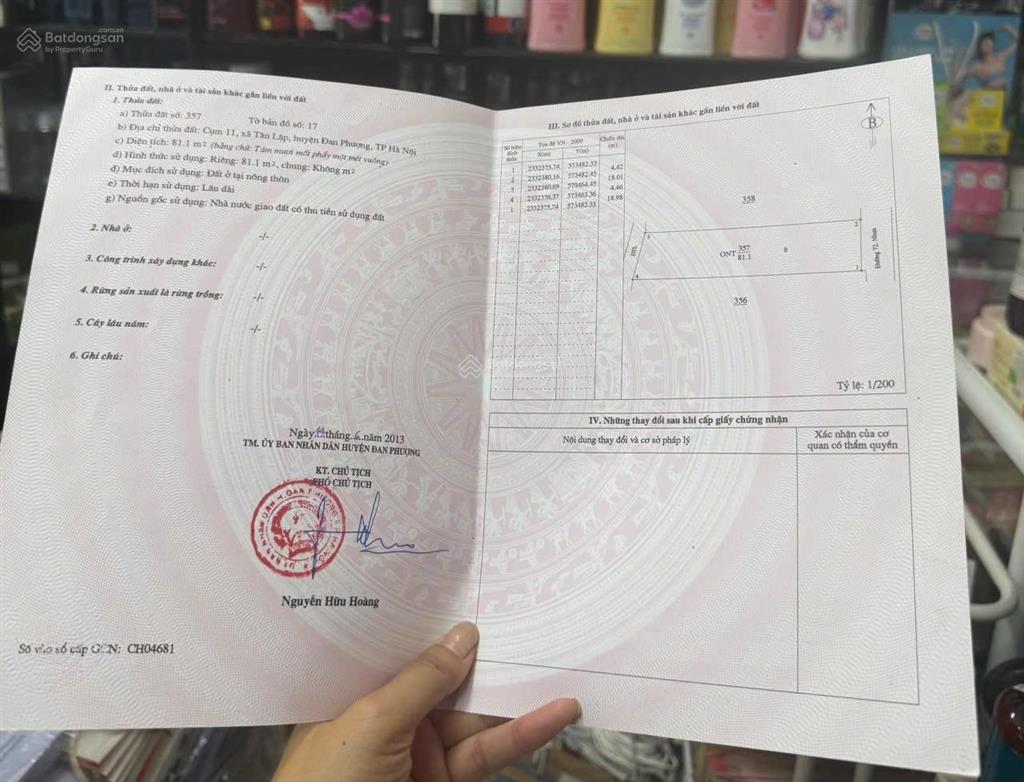 Batdongsan
.com.vn
by PropertyGuru
II. Thửa đất, nhà ở và tài sản khác gắn liền với đất
1. Thửa đất:
a) Thửa đất số: 357 Tờ bản đồ số: 17
b) Địa chỉ thửa đất: Cụm 11, xã Tân Lập, huyện Đan Phượng, TP Hà Nội
c) Diện tích: 81.1 m² (bằng chữ: Tám mươi mốt phẩy một mét vuông)
d) Hình thức sử dụng: Riêng: 81.1 m², chung: Không m²
đ) Mục đích sử dụng: Đất ở tại nông thôn
e) Thời hạn sử dụng: Lâu dài
g) Nguồn gốc sử dụng: Nhà nước giao đất có thu tiền sử dụng đất
2. Nhà ở: -/-
3. Công trình xây dựng khác: -/-
4. Rừng sản xuất là rừng trồng: -/-
5. Cây lâu năm: -/-
6. Ghi chú:
Ngày tháng năm 2013
TM. ỦY BAN NHÂN DÂN HUYỆN ĐAN PHƯỢNG
KT. CHỦ TỊCH
PHÓ CHỦ TỊCH
Nguyễn Hữu Hoàng
Số vào sổ cấp GCN: CH04681
III. Sơ đồ thửa đất, nhà ở và tài sản khác gắn liền với đất
Số hiệu đỉnh thửa Tọa độ VN - 2000 Chiều dài (m)
X(m) Y(m)
1 2332375.74 573482.33
4.42
2 2332380.16 573482.45
18.01
3 2332380.69 573464.45
4.46
4 2332376.37 573463.36
18.98
1 2332375.74 573482.33
B
358
1 2
ONT 357
81.1
4 3
356
Tỷ lệ: 1/200
IV. Những thay đổi sau khi cấp giấy chứng nhận
Nội dung thay đổi và cơ sở pháp lý
Xác nhận của cơ
quan có thẩm quyền
Batdongsan